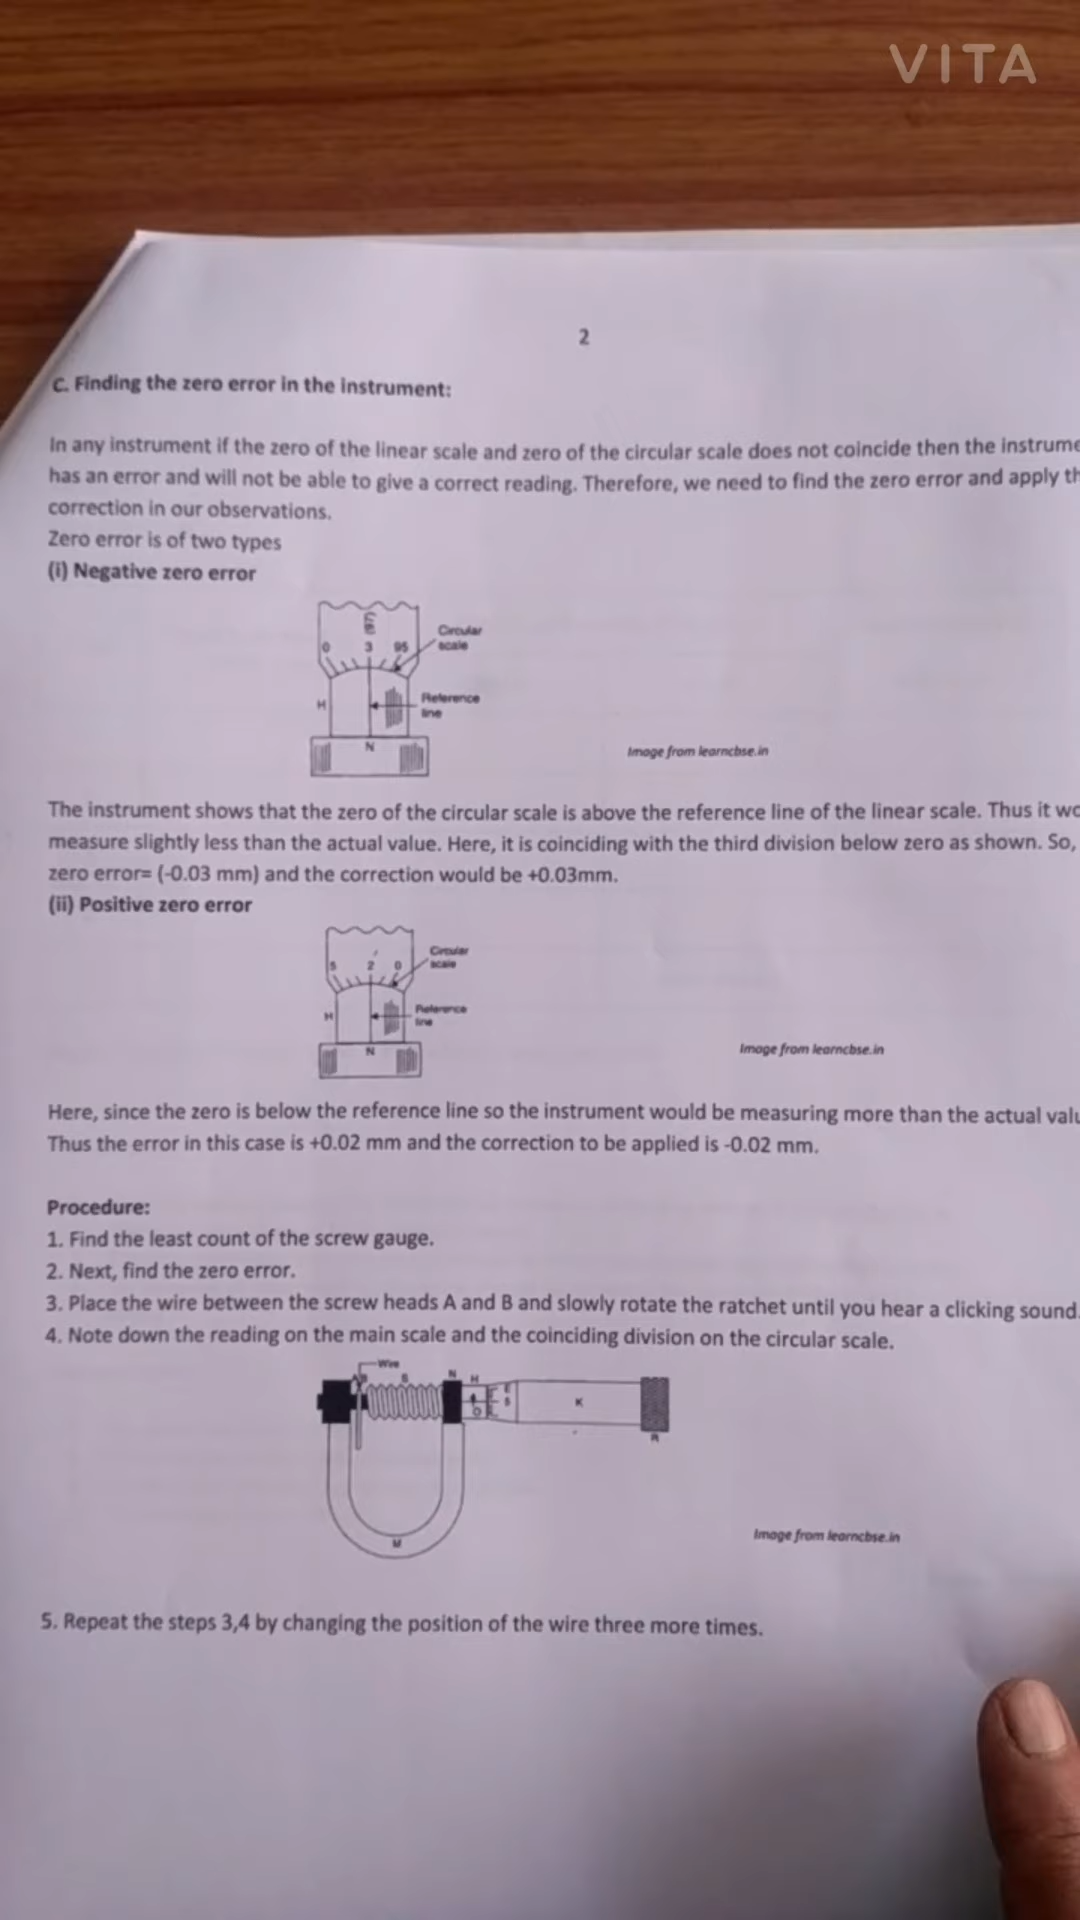 VITA
2
C. Finding the zero error in the instrument:
In any instrument if the zero of the linear scale and zero of the circular scale does not coincide then the instrume
has an error and will not be able to give a correct reading. Therefore, we need to find the zero error and apply th
correction in our observations.
Zero error is of two types
(i) Negative zero error
(97)
0 3 95
Circular
scale
H
Reference
line
N
Image from learncbse.in
The instrument shows that the zero of the circular scale is above the reference line of the linear scale. Thus it wo
measure slightly less than the actual value. Here, it is coinciding with the third division below zero as shown. So,
zero error= (-0.03 mm) and the correction would be +0.03mm.
(ii) Positive zero error
5 2 0
Circular
scale
H
Reference
line
N
Image from learncbse.in
Here, since the zero is below the reference line so the instrument would be measuring more than the actual valu
Thus the error in this case is +0.02 mm and the correction to be applied is -0.02 mm.
Procedure:
1. Find the least count of the screw gauge.
2. Next, find the zero error.
3. Place the wire between the screw heads A and B and slowly rotate the ratchet until you hear a clicking sound.
4. Note down the reading on the main scale and the coinciding division on the circular scale.
Wire
A B S N H
E
S
K
R
M
Image from learncbse.in
5. Repeat the steps 3,4 by changing the position of the wire three more times.